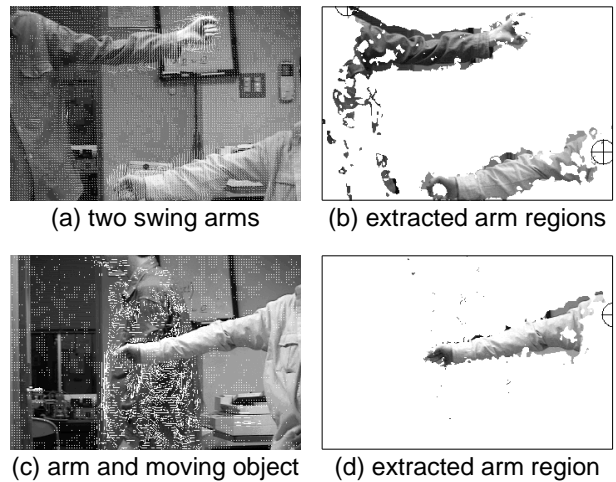 (a) two swing arms
(b) extracted arm regions
(c) arm and moving object
(d) extracted arm region